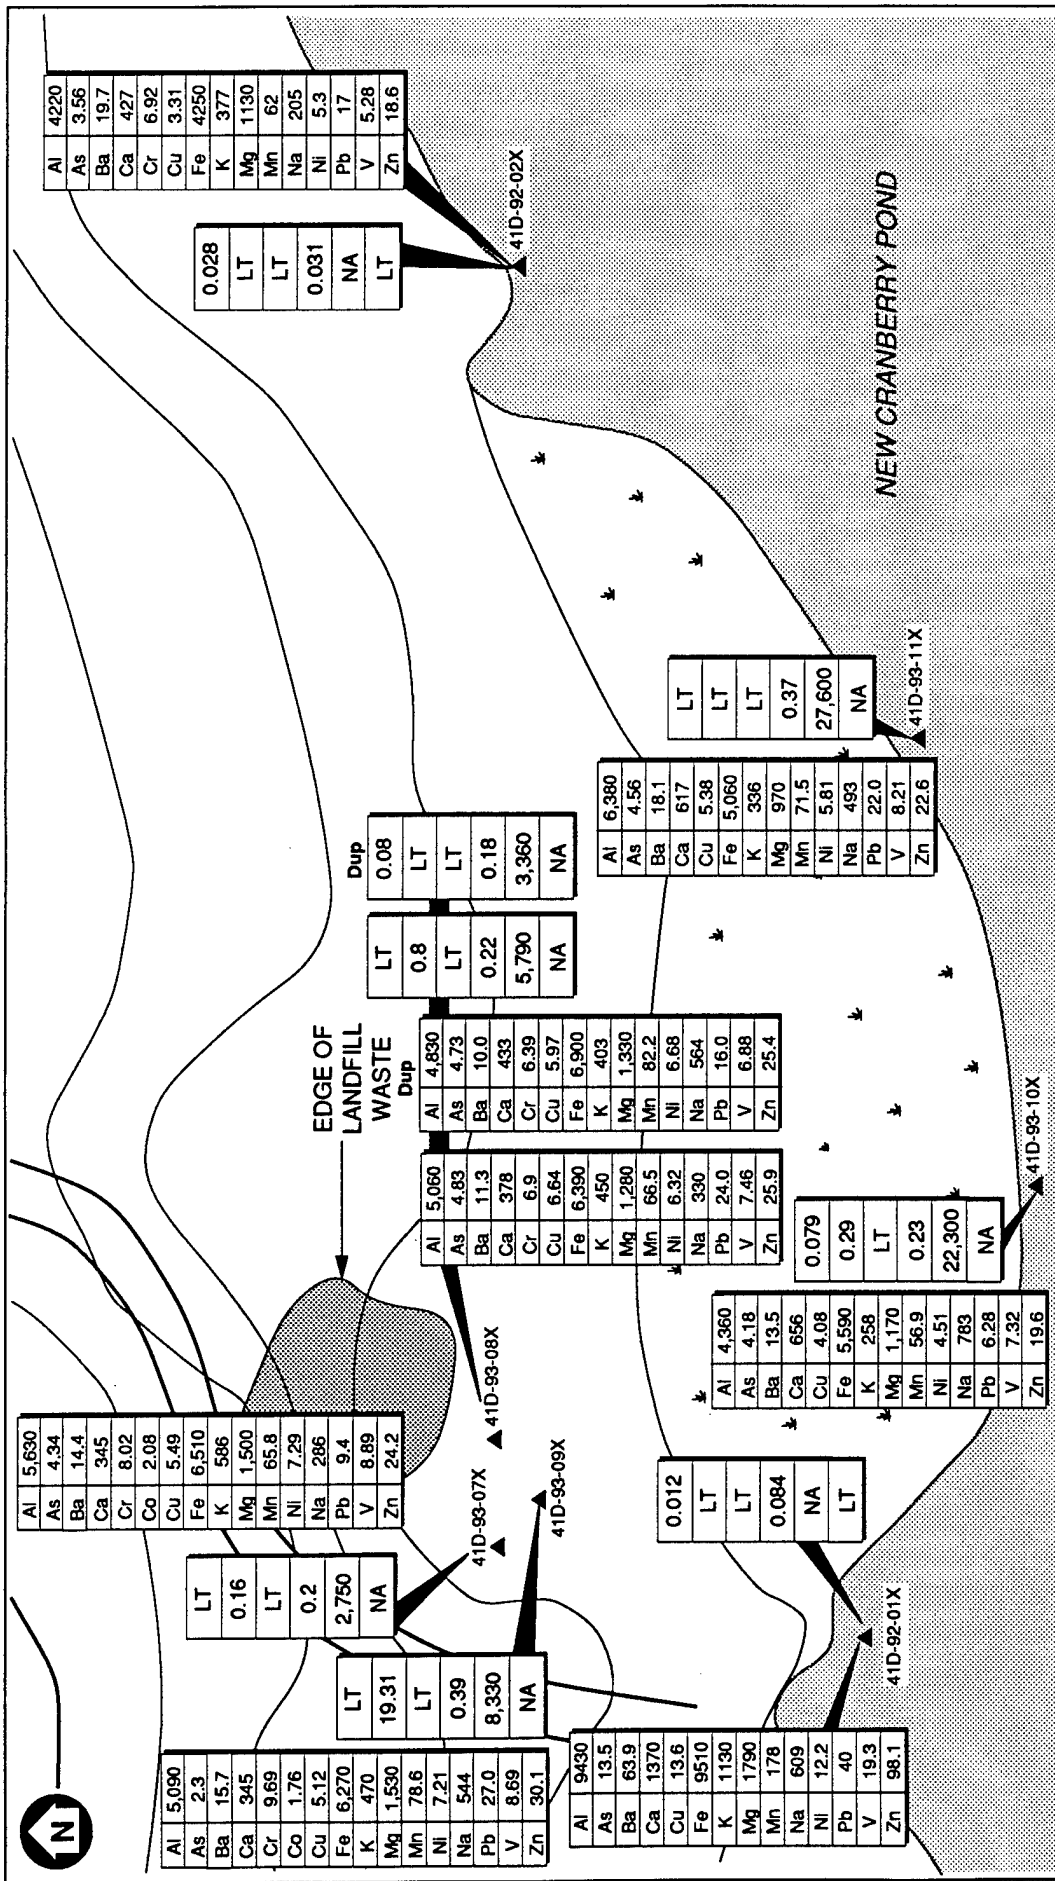 N
Al 5,090
As 2.3
Ba 15.7
Ca 345
Cr 9.69
Co 1.76
Cu 5.12
Fe 6,270
K 470
Mg 1,530
Mn 78.6
Ni 7.21
Na 544
Pb 27.0
V 8.69
Zn 30.1
LT
0.16
LT
0.2
2,750
NA
41D-93-07X
Al 5,630
As 4.34
Ba 14.4
Ca 345
Cr 8.02
Co 2.08
Cu 5.49
Fe 6,510
K 586
Mg 1,500
Mn 65.8
Ni 7.29
Na 286
Pb 9.4
V 8.89
Zn 24.2
LT
19.31
LT
0.39
8,330
NA
41D-93-09X
41D-93-08X
EDGE OF
LANDFILL
WASTE
Al 5,060
As 4.83
Ba 11.3
Ca 378
Cr 6.9
Cu 6.64
Fe 6,390
K 450
Mg 1,280
Mn 66.5
Ni 6.32
Na 330
Pb 24.0
V 7.46
Zn 25.9
Dup
Al 4,830
As 4.73
Ba 10.0
Ca 433
Cr 6.39
Cu 5.97
Fe 6,900
K 403
Mg 1,330
Mn 82.2
Ni 6.68
Na 564
Pb 16.0
V 6.88
Zn 25.4
LT
0.8
LT
0.22
5,790
NA
Dup
0.08
LT
LT
0.18
3,360
NA
0.028
LT
LT
0.031
NA
LT
Al 4220
As 3.56
Ba 19.7
Ca 427
Cr 6.92
Cu 3.31
Fe 4250
K 377
Mg 1130
Mn 62
Na 205
Ni 5.3
Pb 17
V 5.28
Zn 18.6
41D-92-02X
Al 9430
As 13.5
Ba 63.9
Ca 1370
Cu 13.6
Fe 9510
K 1130
Mg 1790
Mn 178
Na 609
Ni 12.2
Pb 40
V 19.3
Zn 98.1
41D-92-01X
0.012
LT
LT
0.084
NA
LT
Al 4,360
As 4.18
Ba 13.5
Ca 656
Cu 4.08
Fe 5,590
K 258
Mg 1,170
Mn 56.9
Ni 4.51
Na 783
Pb 6.28
V 7.32
Zn 19.6
0.079
0.29
LT
0.23
22,300
NA
41D-93-10X
Al 6,380
As 4.56
Ba 18.1
Ca 617
Cu 5.38
Fe 5,060
K 336
Mg 970
Mn 71.5
Ni 5.81
Na 493
Pb 22.0
V 8.21
Zn 22.6
LT
LT
LT
0.37
27,600
NA
41D-93-11X
NEW CRANBERRY POND